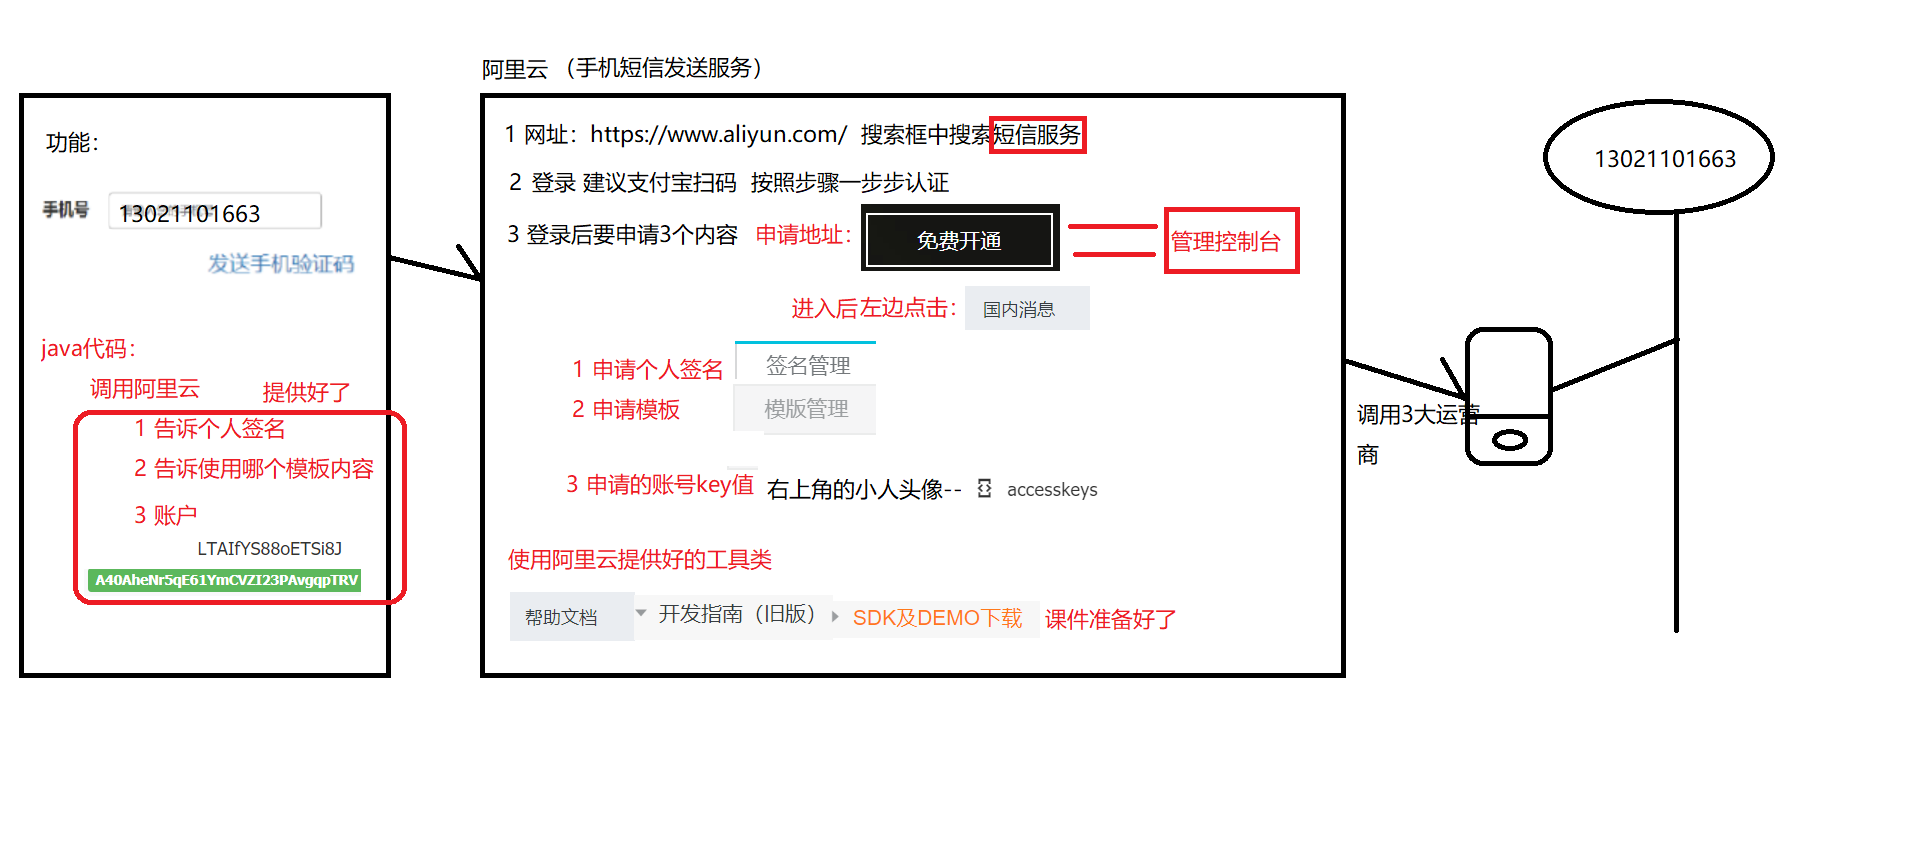 阿里云 （手机短信发送服务）
功能：
手机号 13021101663
发送手机验证码
java代码：
调用阿里云 提供好了
1 告诉个人签名
2 告诉使用哪个模板内容
3 账户
LTAIfYS88oETSi8J
A40AheNr5qE61YmCVZI23PAvgqpTRV
1 网址：https://www.aliyun.com/ 搜索框中搜索短信服务
2 登录 建议支付宝扫码 按照步骤一步步认证
3 登录后要申请3个内容 申请地址： 免费开通 管理控制台
进入后左边点击： 国内消息
1 申请个人签名 签名管理
2 申请模板 模版管理
3 申请的账号key值 右上角的小人头像-- accesskeys
使用阿里云提供好的工具类
帮助文档 开发指南（旧版） SDK及DEMO下载 课件准备好了
调用3大运营
商
13021101663